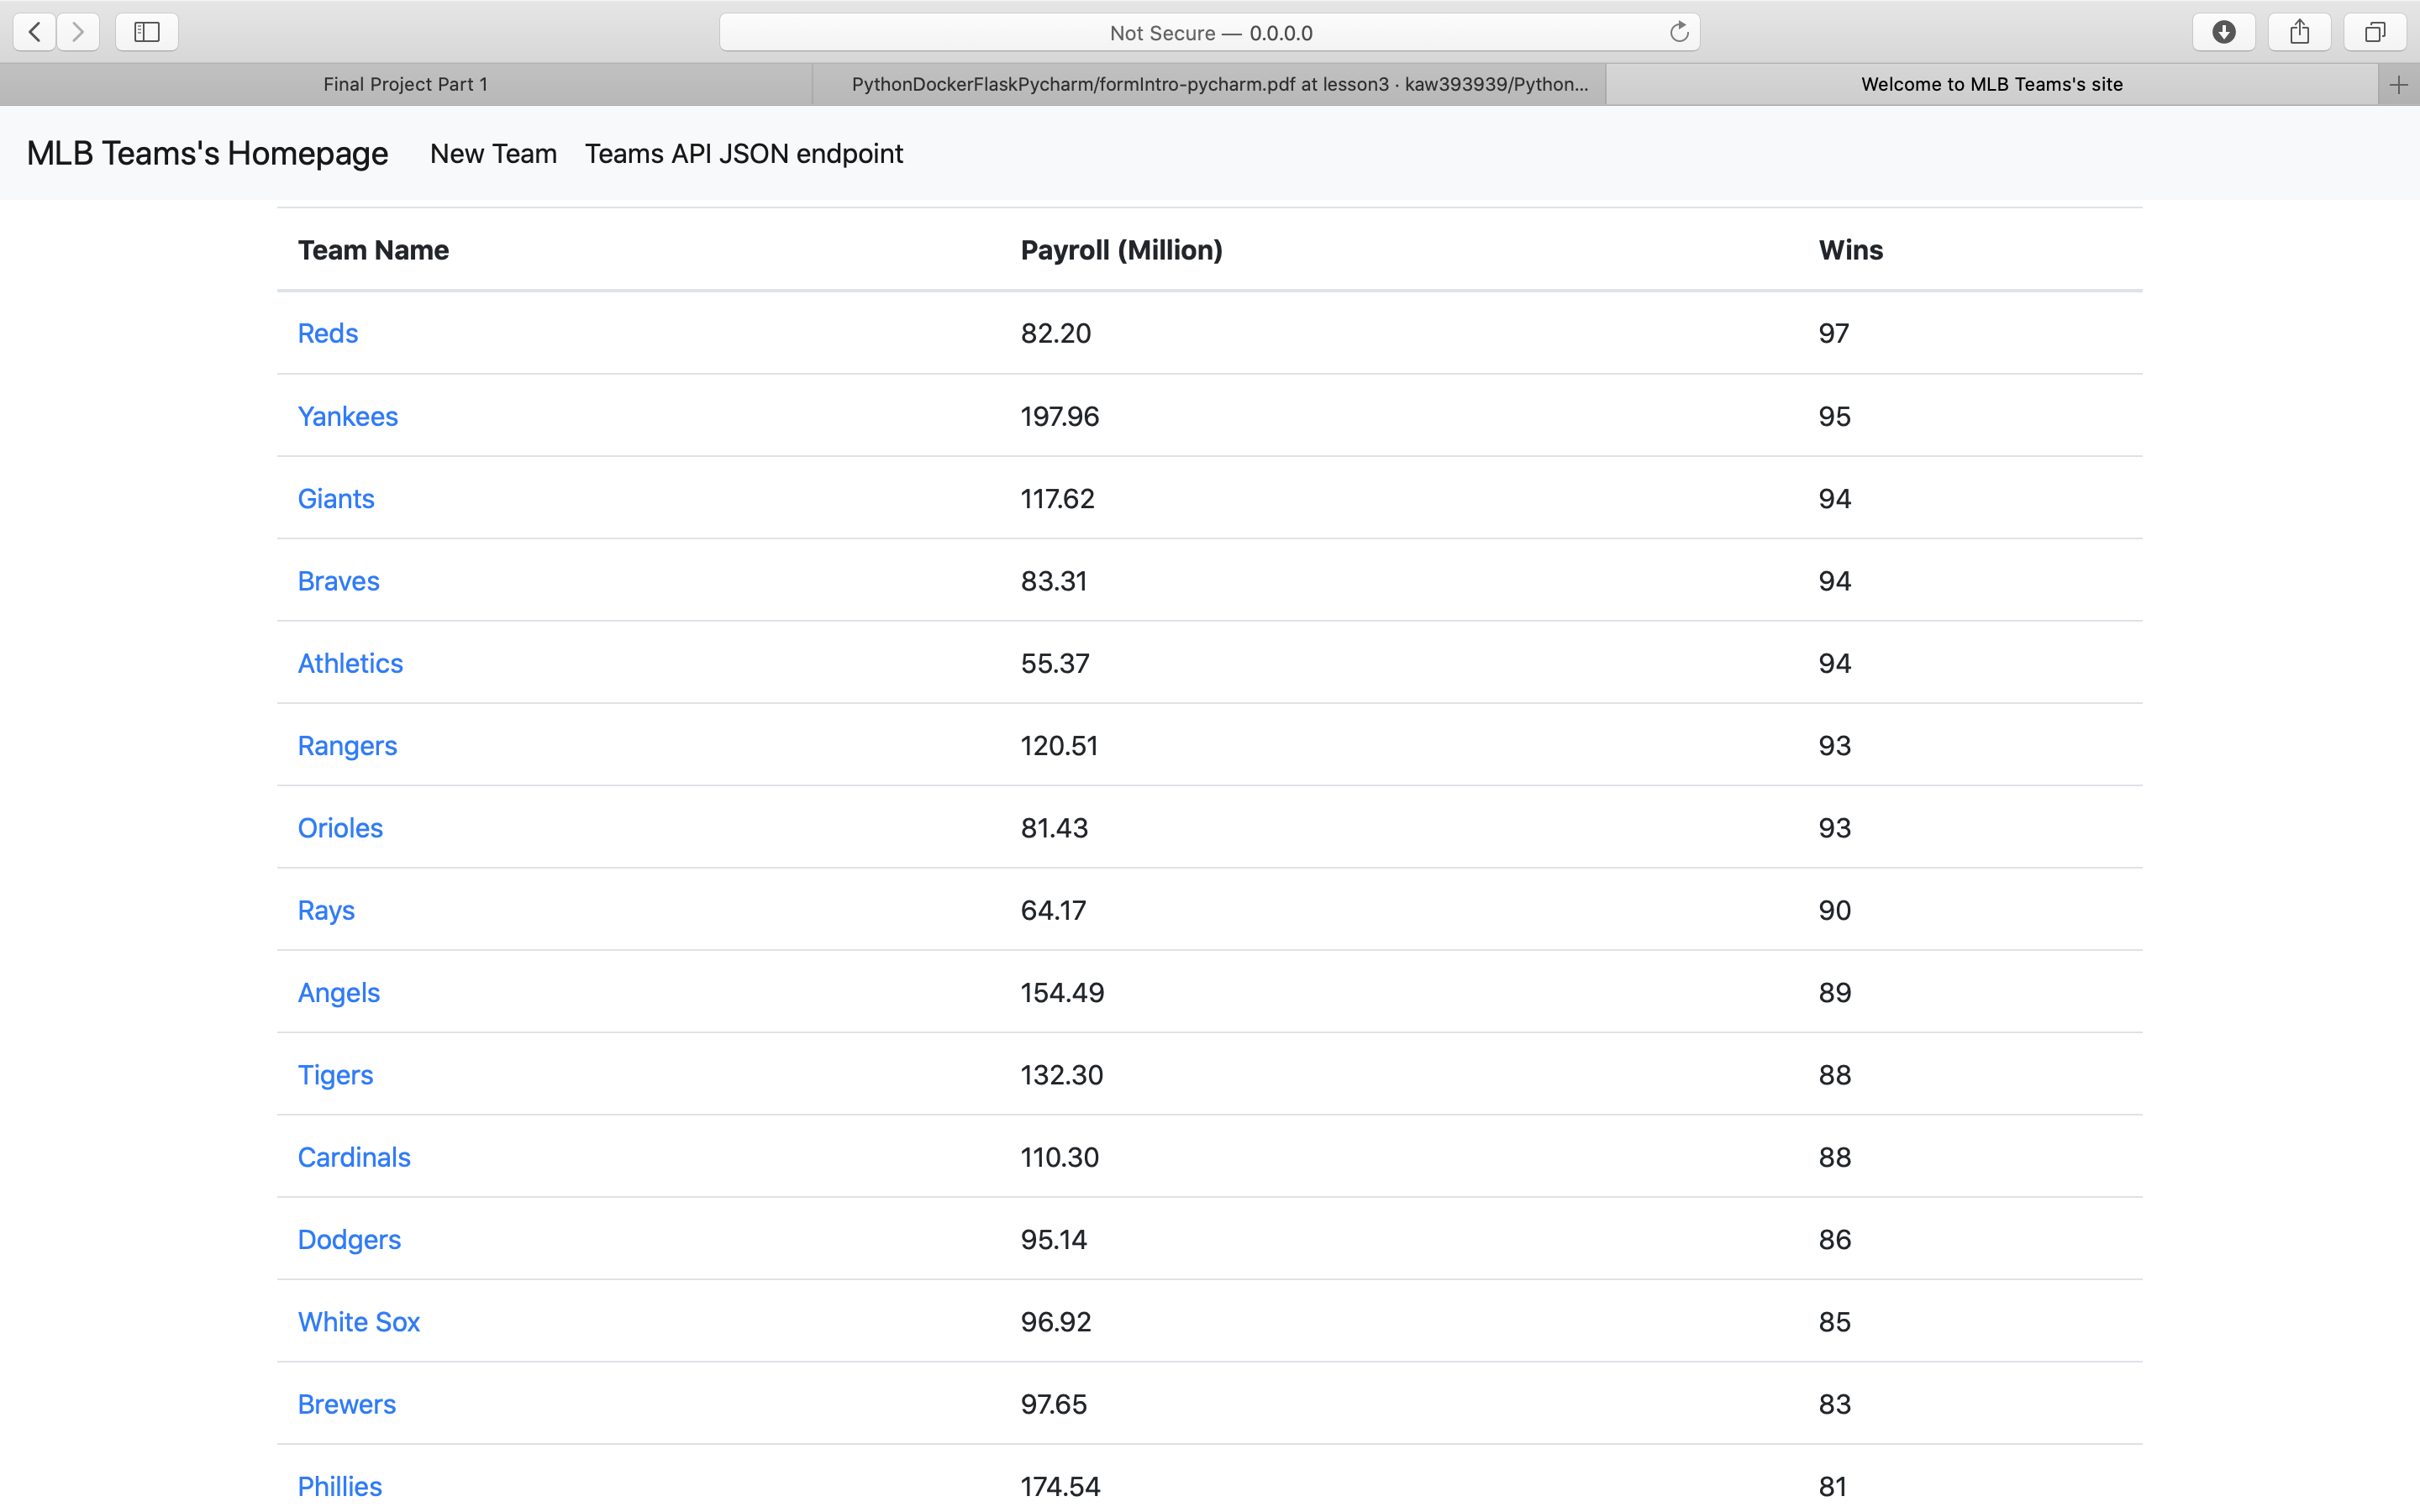 Not Secure — 0.0.0.0
Final Project Part 1
PythonDockerFlaskPycharm/formIntro-pycharm.pdf at lesson3 · kaw393939/Python...
Welcome to MLB Teams's site
MLB Teams's Homepage New Team Teams API JSON endpoint
Team Name Payroll (Million) Wins
Reds 82.20 97
Yankees 197.96 95
Giants 117.62 94
Braves 83.31 94
Athletics 55.37 94
Rangers 120.51 93
Orioles 81.43 93
Rays 64.17 90
Angels 154.49 89
Tigers 132.30 88
Cardinals 110.30 88
Dodgers 95.14 86
White Sox 96.92 85
Brewers 97.65 83
Phillies 174.54 81